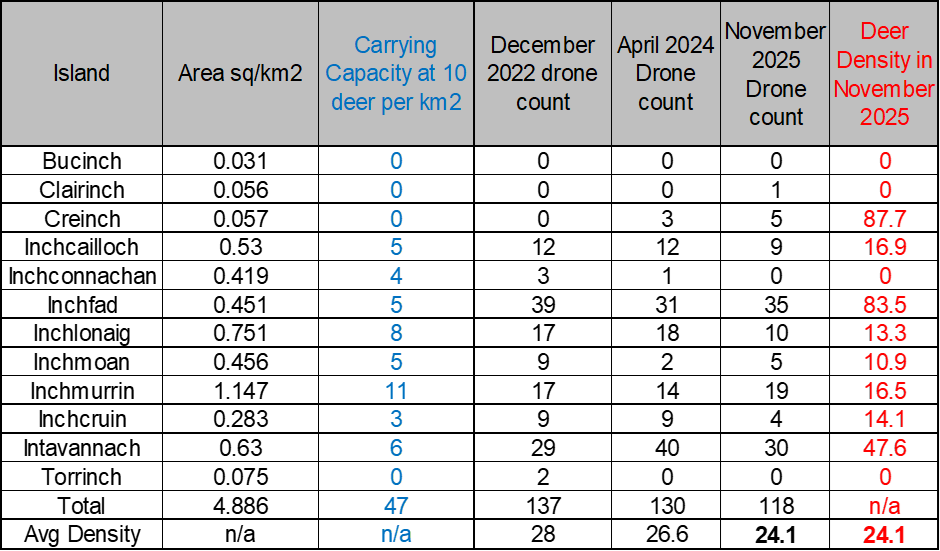 Island Area sq/km2 Carrying Capacity at 10 deer per km2 December 2022 drone count April 2024 Drone count November 2025 Drone count Deer Density in November 2025
Bucinch 0.031 0 0 0 0 0
Clairinch 0.056 0 0 0 1 0
Creinch 0.057 0 0 3 5 87.7
Inchcailloch 0.53 5 12 12 9 16.9
Inchconnachan 0.419 4 3 1 0 0
Inchfad 0.451 5 39 31 35 83.5
Inchlonaig 0.751 8 17 18 10 13.3
Inchmoan 0.456 5 9 2 5 10.9
Inchmurrin 1.147 11 17 14 19 16.5
Inchcruin 0.283 3 9 9 4 14.1
Intavannach 0.63 6 29 40 30 47.6
Torrinch 0.075 0 2 0 0 0
Total 4.886 47 137 130 118 n/a
Avg Density n/a n/a 28 26.6 24.1 24.1